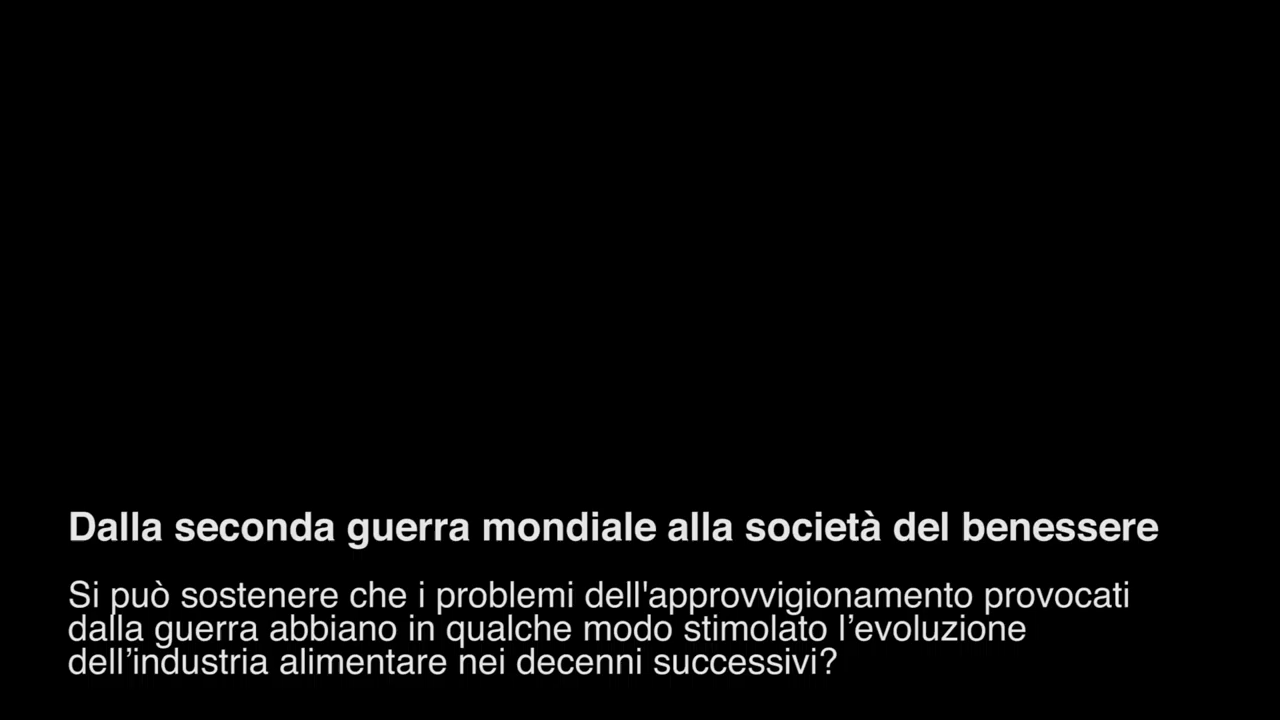 Dalla seconda guerra mondiale alla società del benessere
Si può sostenere che i problemi dell'approvvigionamento provocati
dalla guerra abbiano in qualche modo stimolato l’evoluzione
dell’industria alimentare nei decenni successivi?